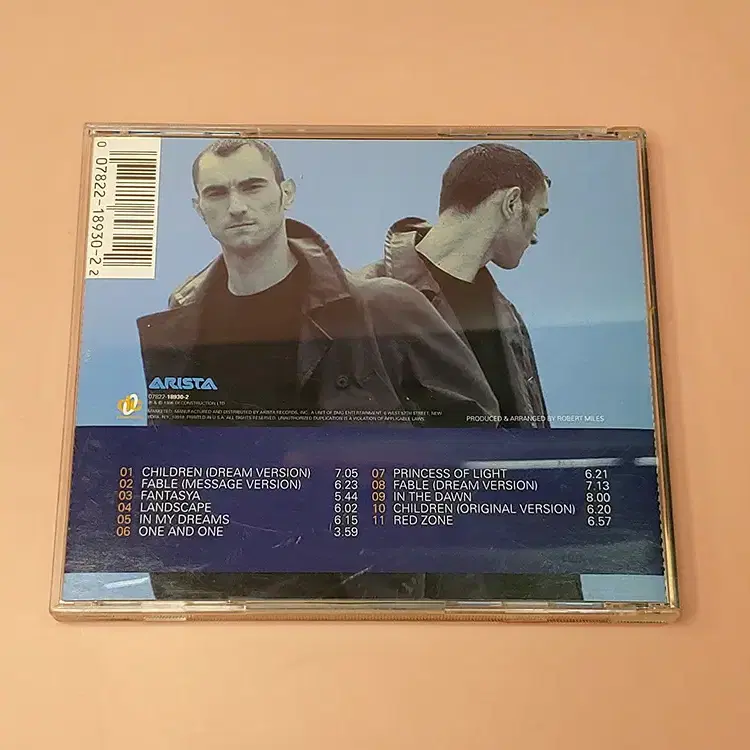 0 07822-18930-2 2
ARISTA
07822-18930-2
MARKETED, MANUFACTURED AND DISTRIBUTED BY ARISTA RECORDS, INC., A UNIT OF BMG ENTERTAINMENT, 6 WEST 57TH STREET, NEW
YORK, N.Y. 10019. PRINTED IN U.S.A. ALL RIGHTS RESERVED. UNAUTHORIZED DUPLICATION IS A VIOLATION OF APPLICABLE LAWS.
PRODUCED & ARRANGED BY ROBERT MILES
01 CHILDREN (DREAM VERSION) 7.05
02 FABLE (MESSAGE VERSION) 6.23
03 FANTASYA 5.44
04 LANDSCAPE 6.02
05 IN MY DREAMS 6.15
06 ONE AND ONE 3.59
07 PRINCESS OF LIGHT 6.21
08 FABLE (DREAM VERSION) 7.13
09 IN THE DAWN 8.00
10 CHILDREN (ORIGINAL VERSION) 6.20
11 RED ZONE 6.57